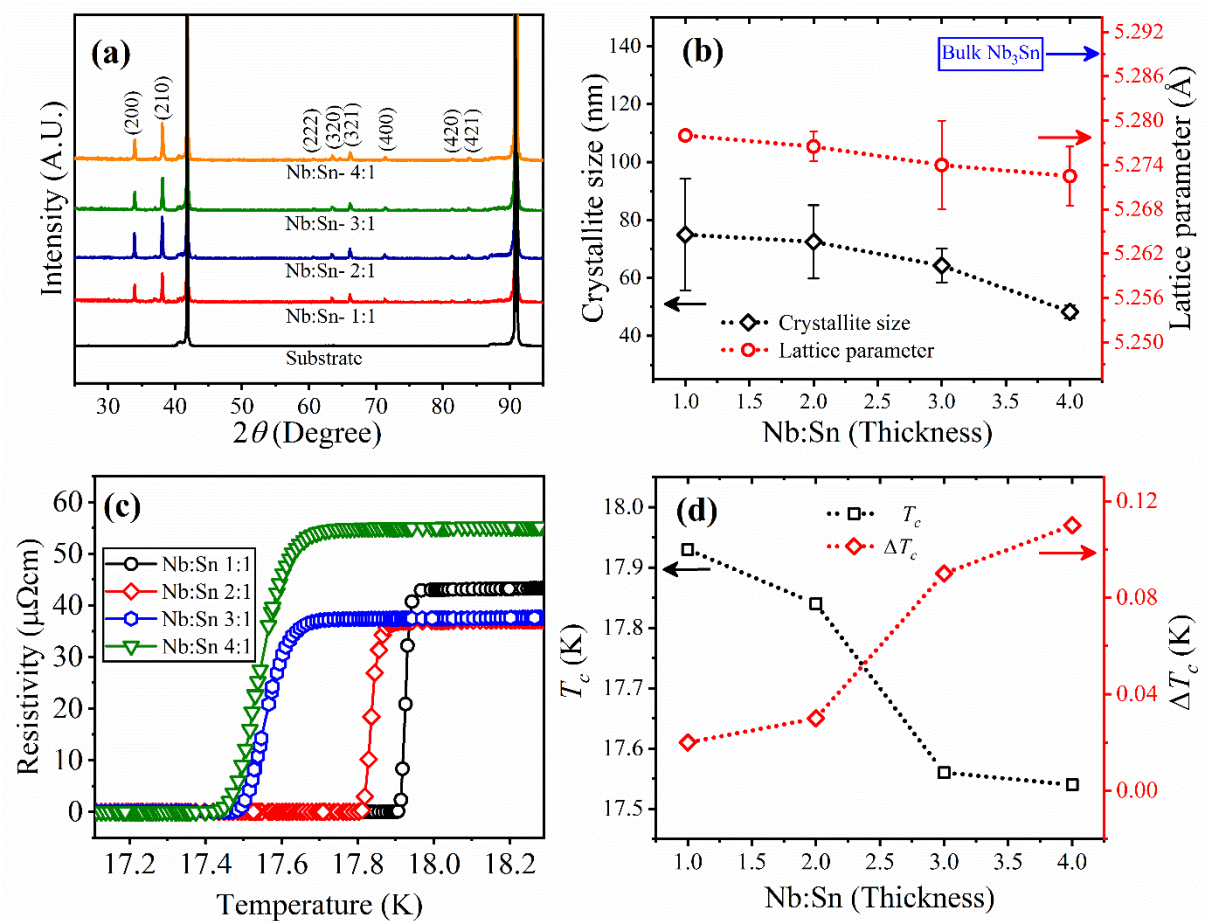 (a)
Intensity (A.U.)
(200)
(210)
(222)
(320)
(321)
(400)
(420)
(421)
Nb:Sn- 4:1
Nb:Sn- 3:1
Nb:Sn- 2:1
Nb:Sn- 1:1
Substrate
30 40 50 60 70 80 90
2θ (Degree)
(b)
Crystallite size (nm)
140
120
100
80
60
40
Bulk Nb₃Sn
Crystallite size
Lattice parameter
5.292
5.286
5.280
5.274
5.268
5.262
5.256
5.250
Lattice parameter (Å)
1.0 1.5 2.0 2.5 3.0 3.5 4.0
Nb:Sn (Thickness)
(c)
Resistivity (μΩcm)
60
50
40
30
20
10
0
Nb:Sn 1:1
Nb:Sn 2:1
Nb:Sn 3:1
Nb:Sn 4:1
17.2 17.4 17.6 17.8 18.0 18.2
Temperature (K)
(d)
T_c (K)
18.0
17.9
17.8
17.7
17.6
17.5
T_c
ΔT_c
0.12
0.08
0.04
0.00
ΔT_c (K)
1.0 1.5 2.0 2.5 3.0 3.5 4.0
Nb:Sn (Thickness)